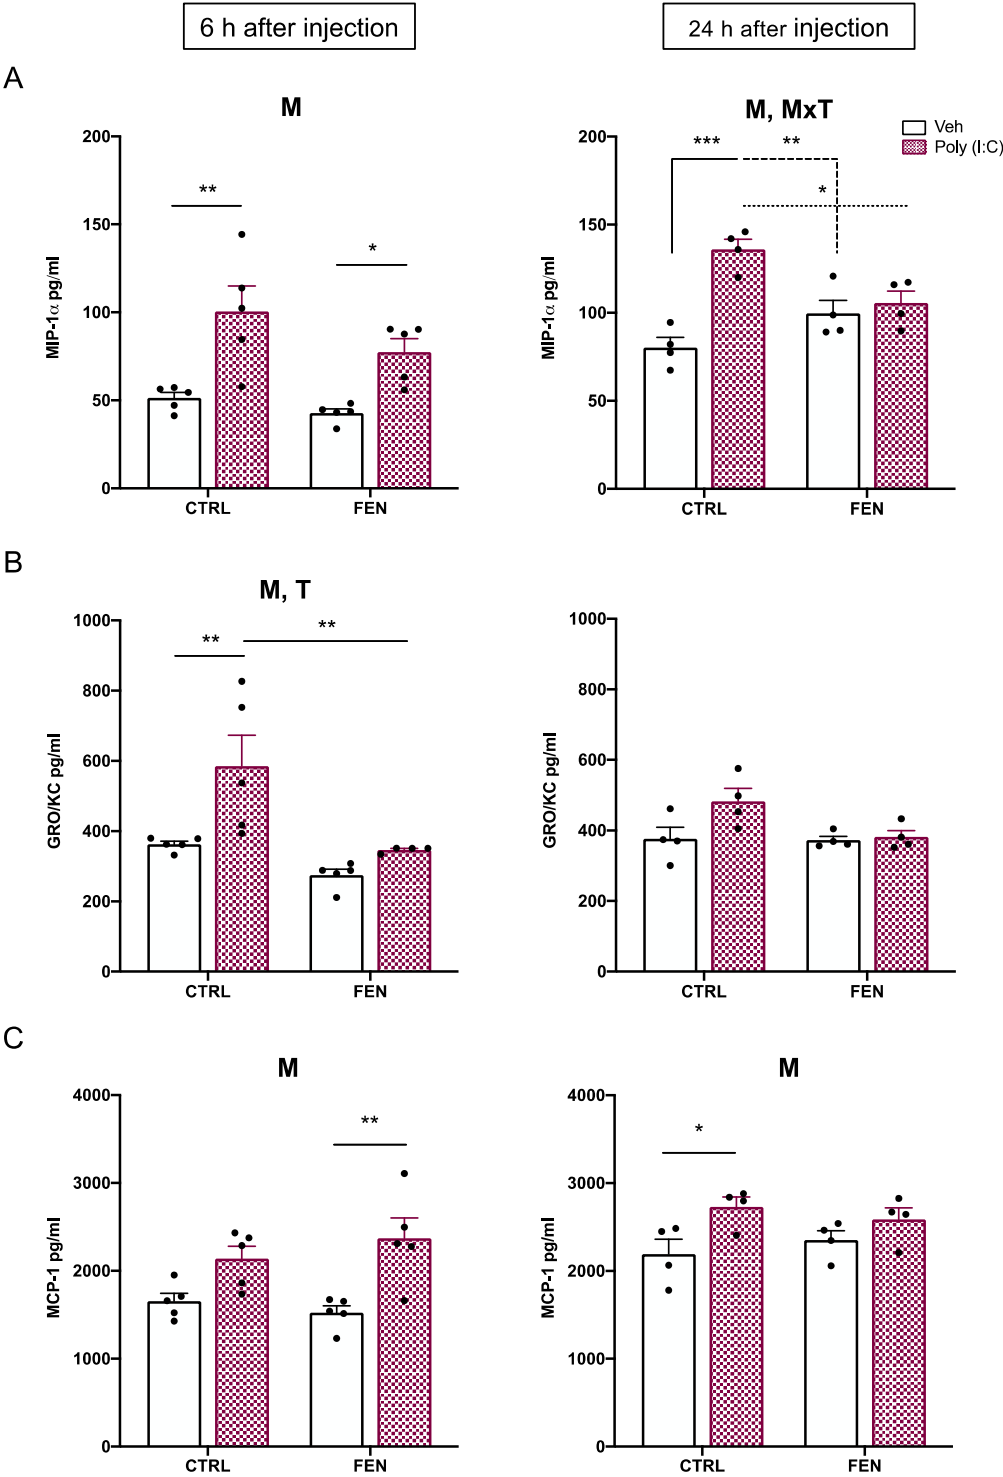 6 h after injection
24 h after injection
A
M
200
150
100
50
0
MIP-1α pg/ml
**
*
CTRL
FEN
M, MxT
Veh
Poly (I:C)
200
150
100
50
0
MIP-1α pg/ml
***
**
*
CTRL
FEN
B
M, T
1000
800
600
400
200
0
GRO/KC pg/ml
**
**
CTRL
FEN
1000
800
600
400
200
0
GRO/KC pg/ml
CTRL
FEN
C
M
4000
3000
2000
1000
0
MCP-1 pg/ml
**
CTRL
FEN
M
4000
3000
2000
1000
0
MCP-1 pg/ml
*
CTRL
FEN